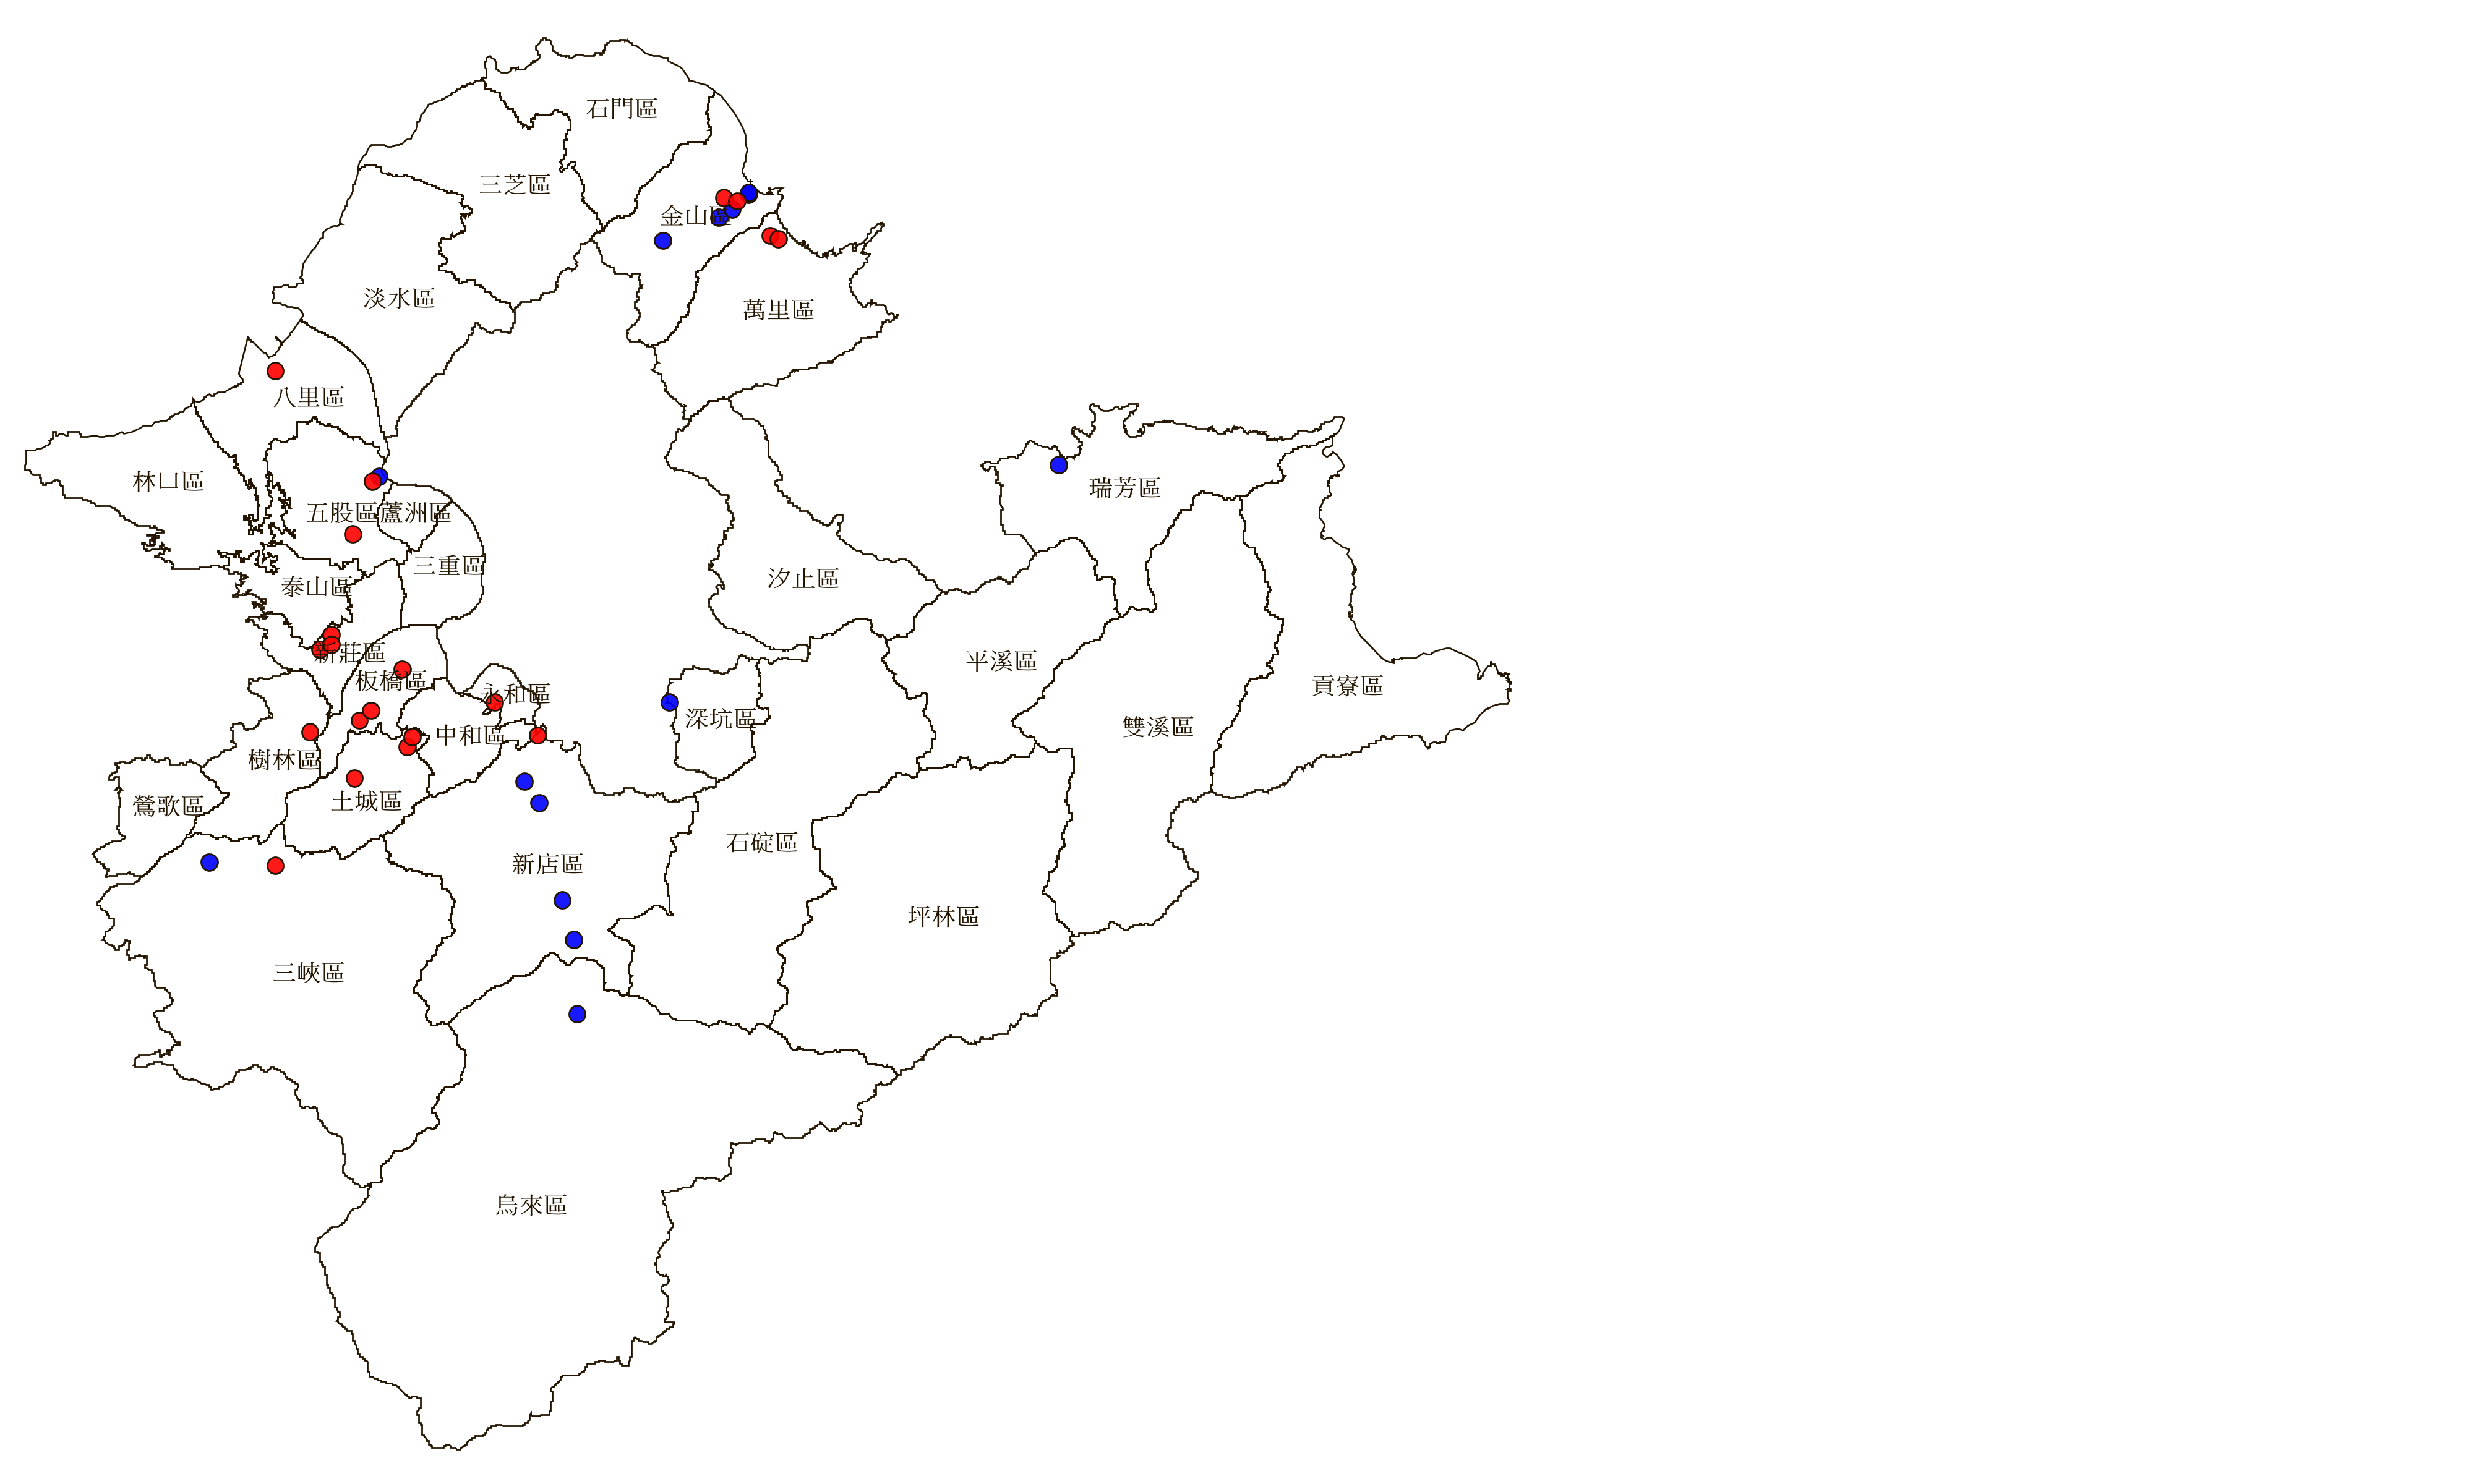 石門區
三芝區
金山區
淡水區
萬里區
八里區
林口區
瑞芳區
五股區
蘆洲區
三重區
汐止區
泰山區
新莊區
平溪區
板橋區
貢寮區
永和區
深坑區
雙溪區
中和區
樹林區
土城區
鶯歌區
石碇區
新店區
坪林區
三峽區
烏來區